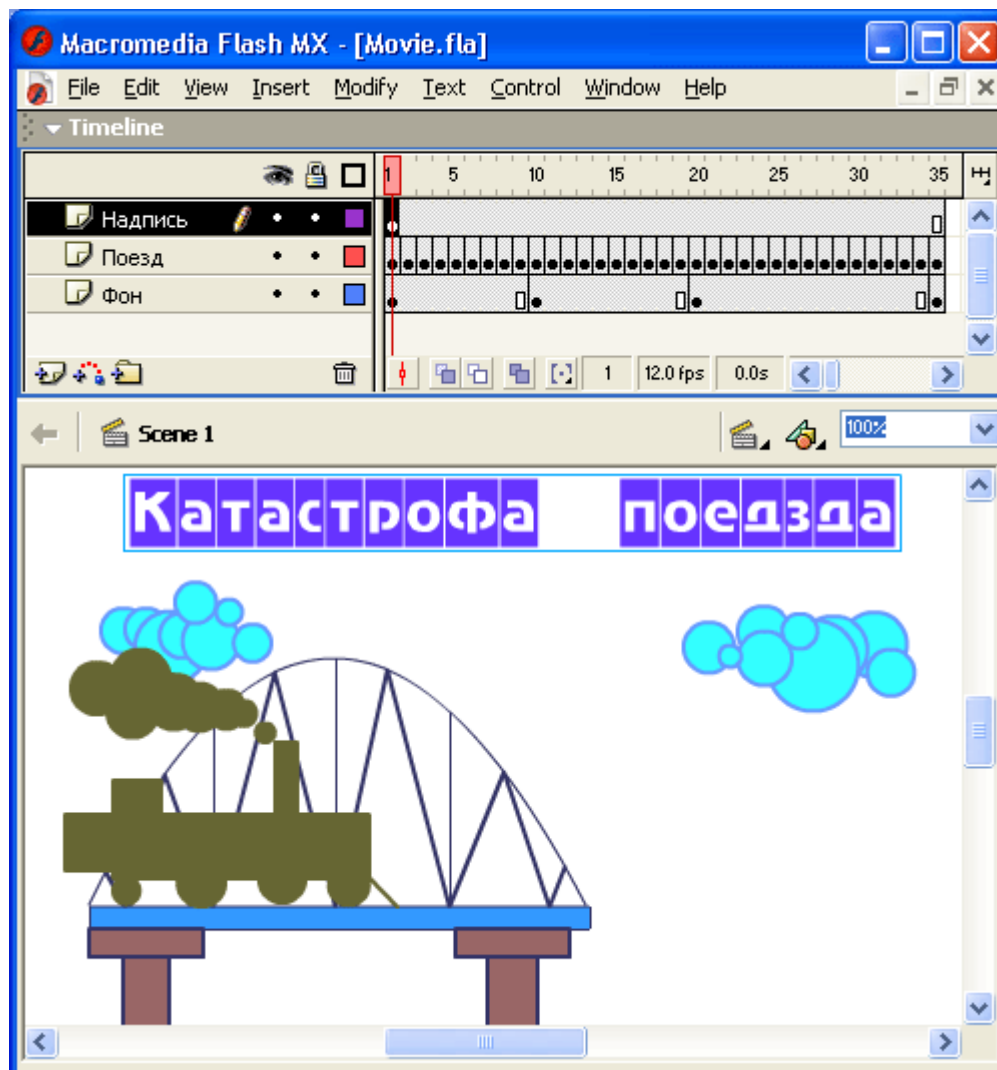 Macromedia Flash MX - [Movie.fla]
File Edit View Insert Modify Text Control Window Help
Timeline
1 5 10 15 20 25 30 35
Надпись
Поезд
Фон
1 12.0 fps 0.0s
Scene 1 100%
Катастрофа поедзда